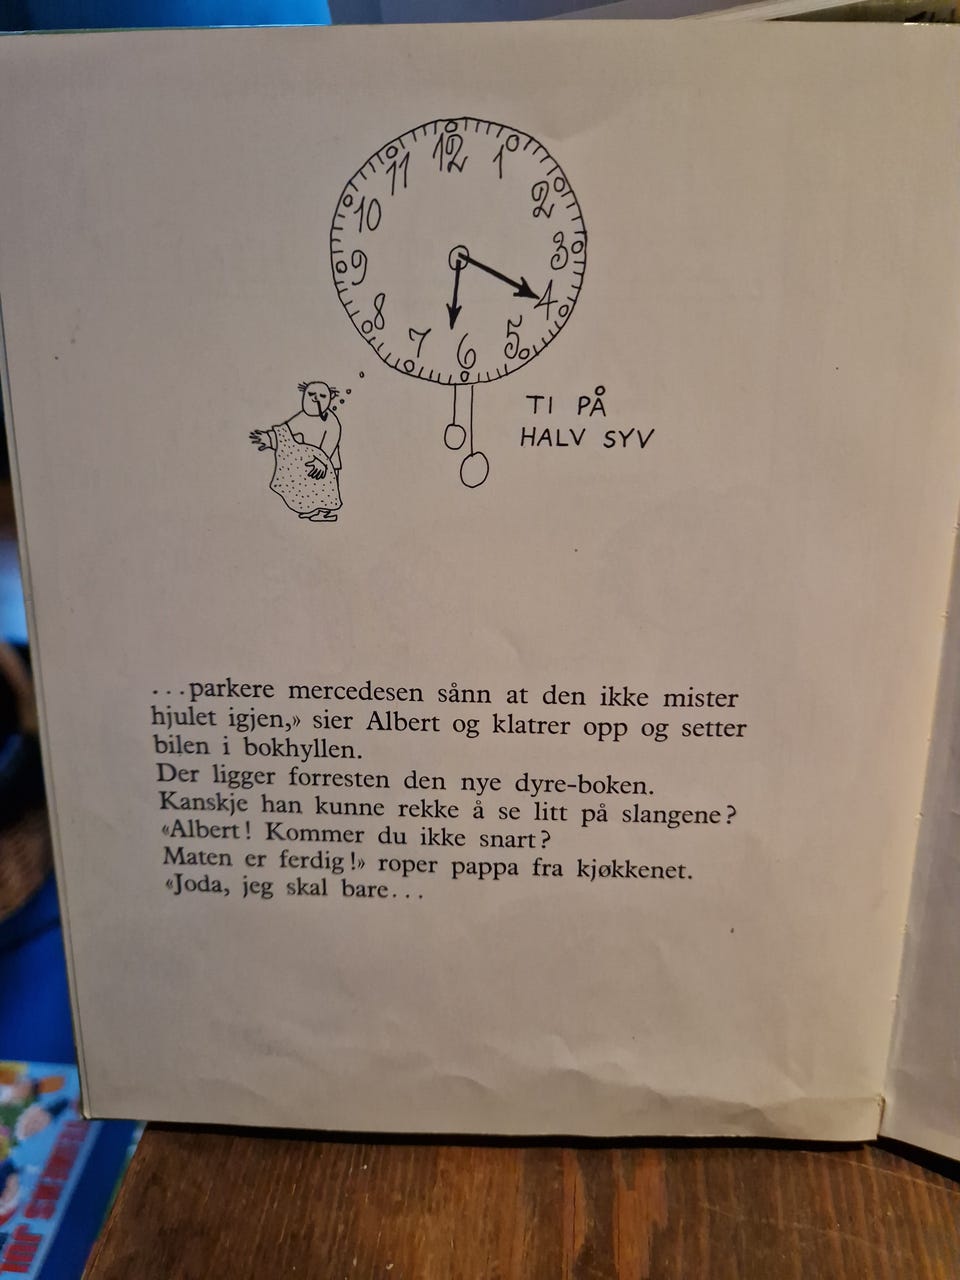 12
1
2
3
4
5
6
7
8
9
10
11
TI PÅ
HALV SYV
...parkere mercedesen sånn at den ikke mister
hjulet igjen,» sier Albert og klatrer opp og setter
bilen i bokhyllen.
Der ligger forresten den nye dyre-boken.
Kanskje han kunne rekke å se litt på slangene?
«Albert! Kommer du ikke snart?
Maten er ferdig!» roper pappa fra kjøkkenet.
«Joda, jeg skal bare...